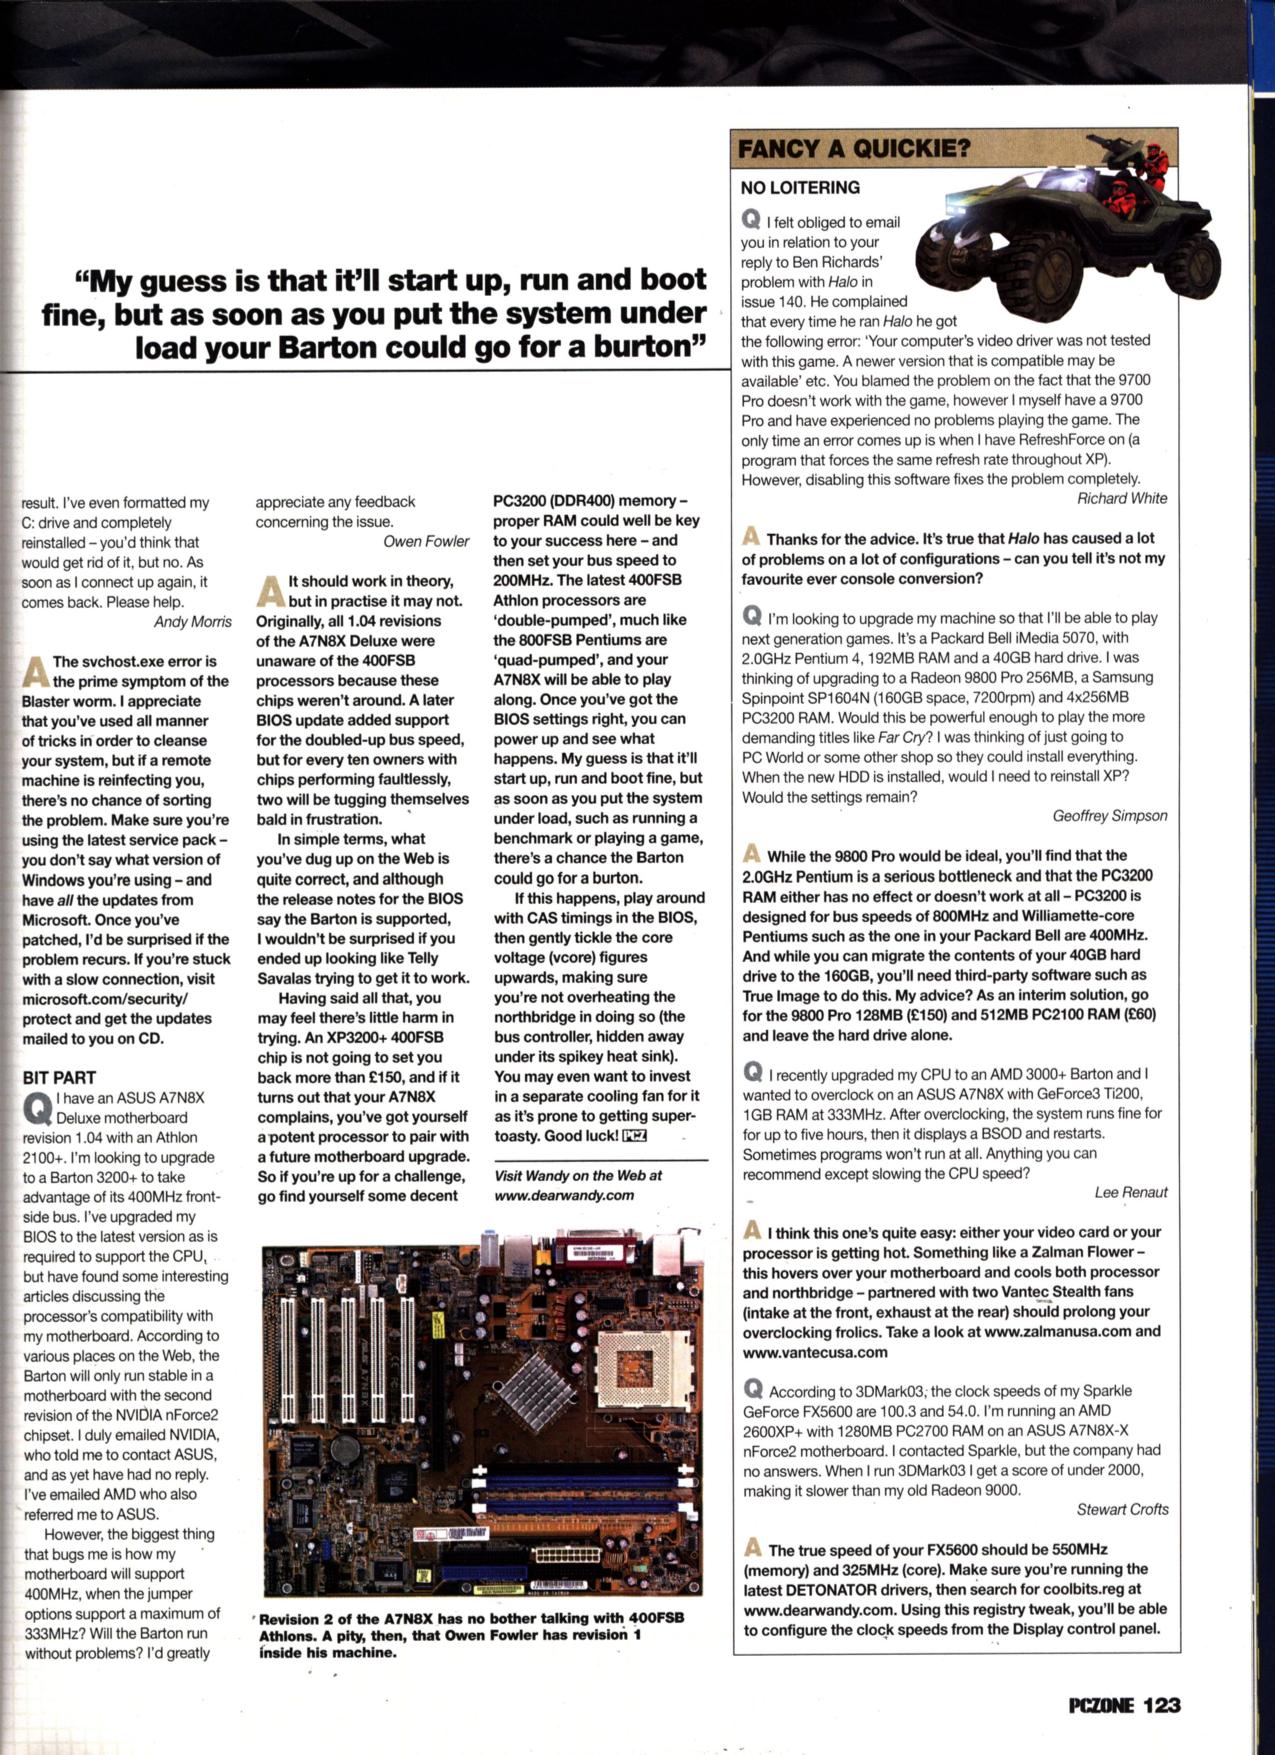 “My guess is that it’ll start up, run and boot
fine, but as soon as you put the system under
load your Barton could go for a burton”
result. I’ve even formatted my
C: drive and completely
reinstalled – you’d think that
would get rid of it, but no. As
soon as I connect up again, it
comes back. Please help.
Andy Morris
A The svchost.exe error is
the prime symptom of the
Blaster worm. I appreciate
that you’ve used all manner
of tricks in order to cleanse
your system, but if a remote
machine is reinfecting you,
there’s no chance of sorting
the problem. Make sure you’re
using the latest service pack –
you don’t say what version of
Windows you’re using – and
have all the updates from
Microsoft. Once you’ve
patched, I’d be surprised if the
problem recurs. If you’re stuck
with a slow connection, visit
microsoft.com/security/
protect and get the updates
mailed to you on CD.
BIT PART
Q I have an ASUS A7N8X
Deluxe motherboard
revision 1.04 with an Athlon
2100+. I’m looking to upgrade
to a Barton 3200+ to take
advantage of its 400MHz front-
side bus. I’ve upgraded my
BIOS to the latest version as is
required to support the CPU,
but have found some interesting
articles discussing the
processor’s compatibility with
my motherboard. According to
various places on the Web, the
Barton will only run stable in a
motherboard with the second
revision of the NVIDIA nForce2
chipset. I duly emailed NVIDIA,
who told me to contact ASUS,
and as yet have had no reply.
I’ve emailed AMD who also
referred me to ASUS.
However, the biggest thing
that bugs me is how my
motherboard will support
400MHz, when the jumper
options support a maximum of
333MHz? Will the Barton run
without problems? I’d greatly
appreciate any feedback
concerning the issue.
Owen Fowler
A It should work in theory,
but in practise it may not.
Originally, all 1.04 revisions
of the A7N8X Deluxe were
unaware of the 400FSB
processors because these
chips weren’t around. A later
BIOS update added support
for the doubled-up bus speed,
but for every ten owners with
chips performing faultlessly,
two will be tugging themselves
bald in frustration.
In simple terms, what
you’ve dug up on the Web is
quite correct, and although
the release notes for the BIOS
say the Barton is supported,
I wouldn’t be surprised if you
ended up looking like Telly
Savalas trying to get it to work.
Having said all that, you
may feel there’s little harm in
trying. An XP3200+ 400FSB
chip is not going to set you
back more than £150, and if it
turns out that your A7N8X
complains, you’ve got yourself
a potent processor to pair with
a future motherboard upgrade.
So if you’re up for a challenge,
go find yourself some decent
PC3200 (DDR400) memory –
proper RAM could well be key
to your success here – and
then set your bus speed to
200MHz. The latest 400FSB
Athlon processors are
‘double-pumped’, much like
the 800FSB Pentiums are
‘quad-pumped’, and your
A7N8X will be able to play
along. Once you’ve got the
BIOS settings right, you can
power up and see what
happens. My guess is that it’ll
start up, run and boot fine, but
as soon as you put the system
under load, such as running a
benchmark or playing a game,
there’s a chance the Barton
could go for a burton.
If this happens, play around
with CAS timings in the BIOS,
then gently tickle the core
voltage (vcore) figures
upwards, making sure
you’re not overheating the
northbridge in doing so (the
bus controller, hidden away
under its spikey heat sink).
You may even want to invest
in a separate cooling fan for it
as it’s prone to getting super-
toasty. Good luck! PCZ
Visit Wandy on the Web at
www.dearwandy.com
Revision 2 of the A7N8X has no bother talking with 400FSB
Athlons. A pity, then, that Owen Fowler has revision 1
inside his machine.
FANCY A QUICKIE?
NO LOITERING
Q I felt obliged to email
you in relation to your
reply to Ben Richards’
problem with Halo in
issue 140. He complained
that every time he ran Halo he got
the following error: ‘Your computer’s video driver was not tested
with this game. A newer version that is compatible may be
available’ etc. You blamed the problem on the fact that the 9700
Pro doesn’t work with the game, however I myself have a 9700
Pro and have experienced no problems playing the game. The
only time an error comes up is when I have RefreshForce on (a
program that forces the same refresh rate throughout XP).
However, disabling this software fixes the problem completely.
Richard White
A Thanks for the advice. It’s true that Halo has caused a lot
of problems on a lot of configurations – can you tell it’s not my
favourite ever console conversion?
Q I’m looking to upgrade my machine so that I’ll be able to play
next generation games. It’s a Packard Bell iMedia 5070, with
2.0GHz Pentium 4, 192MB RAM and a 40GB hard drive. I was
thinking of upgrading to a Radeon 9800 Pro 256MB, a Samsung
Spinpoint SP1604N (160GB space, 7200rpm) and 4x256MB
PC3200 RAM. Would this be powerful enough to play the more
demanding titles like Far Cry? I was thinking of just going to
PC World or some other shop so they could install everything.
When the new HDD is installed, would I need to reinstall XP?
Would the settings remain?
Geoffrey Simpson
A While the 9800 Pro would be ideal, you’ll find that the
2.0GHz Pentium is a serious bottleneck and that the PC3200
RAM either has no effect or doesn’t work at all – PC3200 is
designed for bus speeds of 800MHz and Williamette-core
Pentiums such as the one in your Packard Bell are 400MHz.
And while you can migrate the contents of your 40GB hard
drive to the 160GB, you’ll need third-party software such as
True Image to do this. My advice? As an interim solution, go
for the 9800 Pro 128MB (£150) and 512MB PC2100 RAM (£60)
and leave the hard drive alone.
Q I recently upgraded my CPU to an AMD 3000+ Barton and I
wanted to overclock on an ASUS A7N8X with GeForce3 Ti200,
1GB RAM at 333MHz. After overclocking, the system runs fine for
for up to five hours, then it displays a BSOD and restarts.
Sometimes programs won’t run at all. Anything you can
recommend except slowing the CPU speed?
Lee Renaut
A I think this one’s quite easy: either your video card or your
processor is getting hot. Something like a Zalman Flower –
this hovers over your motherboard and cools both processor
and northbridge – partnered with two Vantec Stealth fans
(intake at the front, exhaust at the rear) should prolong your
overclocking frolics. Take a look at www.zalmanusa.com and
www.vantecusa.com
Q According to 3DMark03, the clock speeds of my Sparkle
GeForce FX5600 are 100.3 and 54.0. I’m running an AMD
2600XP+ with 1280MB PC2700 RAM on an ASUS A7N8X-X
nForce2 motherboard. I contacted Sparkle, but the company had
no answers. When I run 3DMark03 I get a score of under 2000,
making it slower than my old Radeon 9000.
Stewart Crofts
A The true speed of your FX5600 should be 550MHz
(memory) and 325MHz (core). Make sure you’re running the
latest DETONATOR drivers, then search for coolbits.reg at
www.dearwandy.com. Using this registry tweak, you’ll be able
to configure the clock speeds from the Display control panel.
PCZONE 123